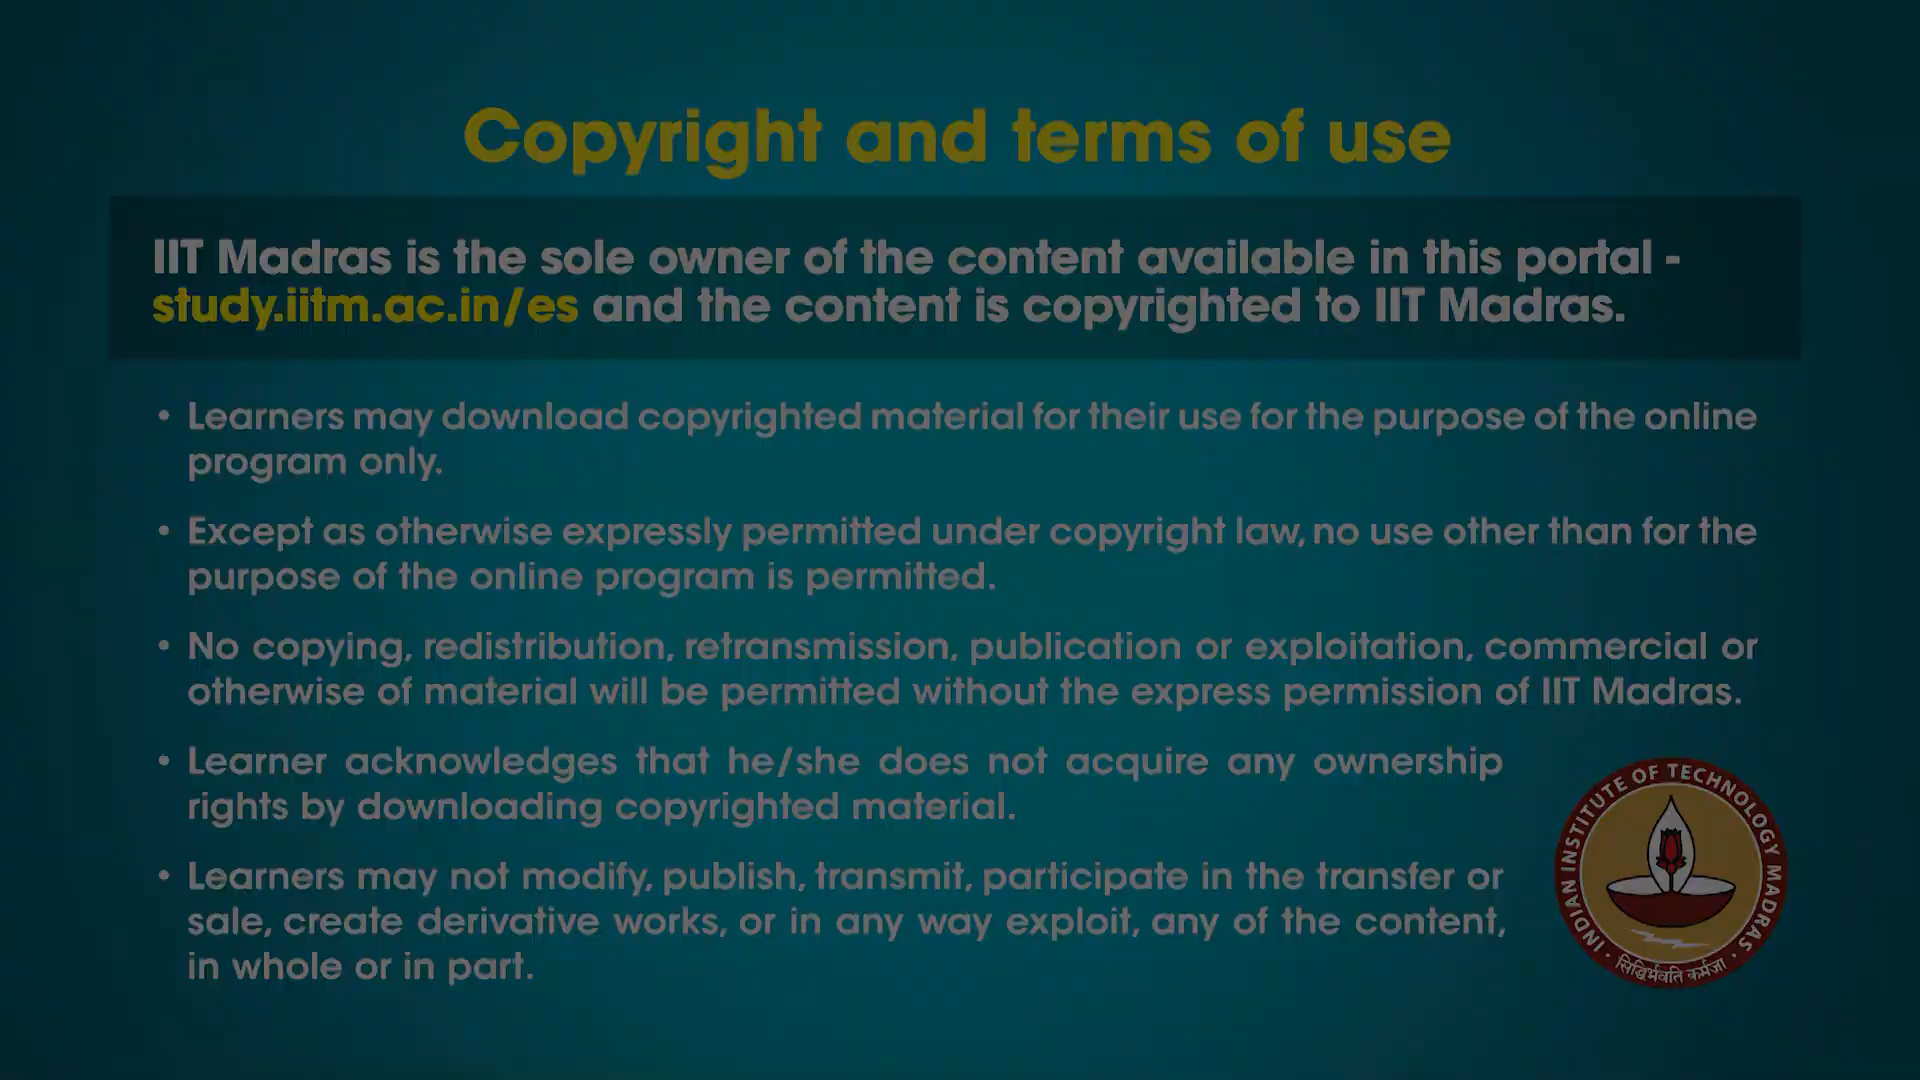 Copyright and terms of use
IIT Madras is the sole owner of the content available in this portal -
study.iitm.ac.in/es and the content is copyrighted to IIT Madras.
• Learners may download copyrighted material for their use for the purpose of the online
program only.
• Except as otherwise expressly permitted under copyright law, no use other than for the
purpose of the online program is permitted.
• No copying, redistribution, retransmission, publication or exploitation, commercial or
otherwise of material will be permitted without the express permission of IIT Madras.
• Learner acknowledges that he/she does not acquire any ownership
rights by downloading copyrighted material.
• Learners may not modify, publish, transmit, participate in the transfer or
sale, create derivative works, or in any way exploit, any of the content,
in whole or in part.
INDIAN INSTITUTE OF TECHNOLOGY MADRAS
सिद्धिर्भवति कर्मजा